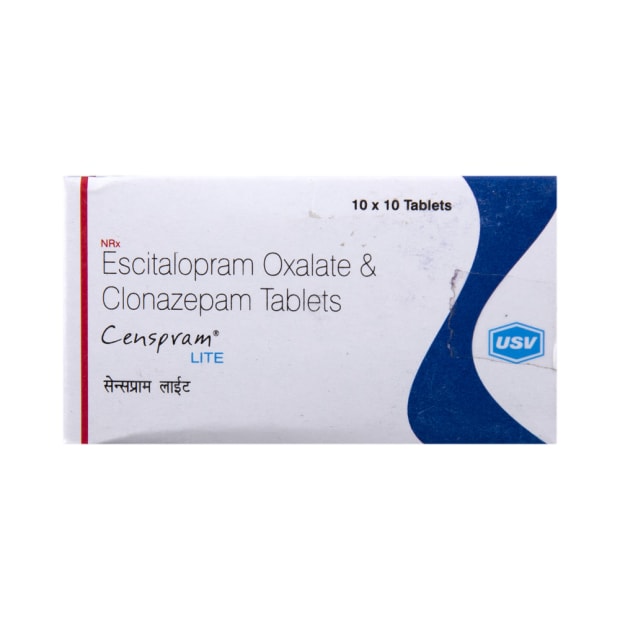 10 x 10 Tablets
NRx
Escitalopram Oxalate &
Clonazepam Tablets
Censpram®
LITE
सेन्सप्राम लाईट
USV